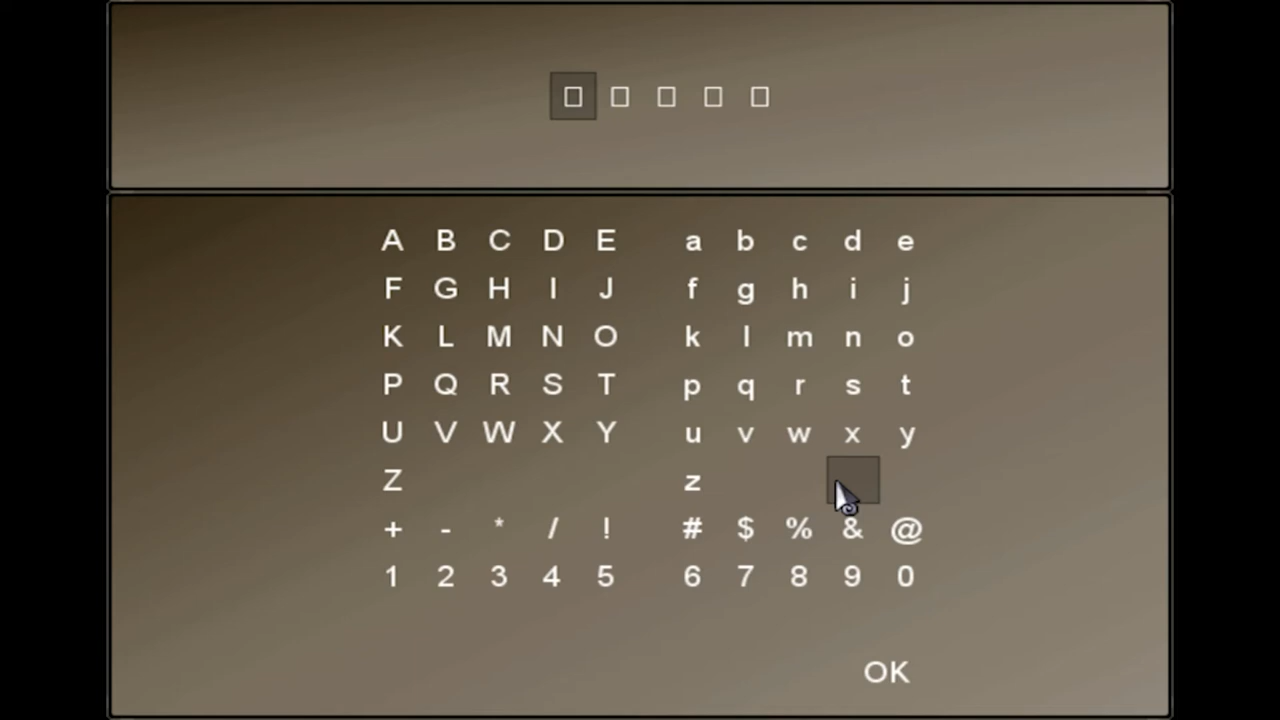 A B C D E a b c d e
F G H I J f g h i j
K L M N O k l m n o
P Q R S T p q r s t
U V W X Y u v w x y
Z z
+ - * / ! # $ % & @
1 2 3 4 5 6 7 8 9 0
OK